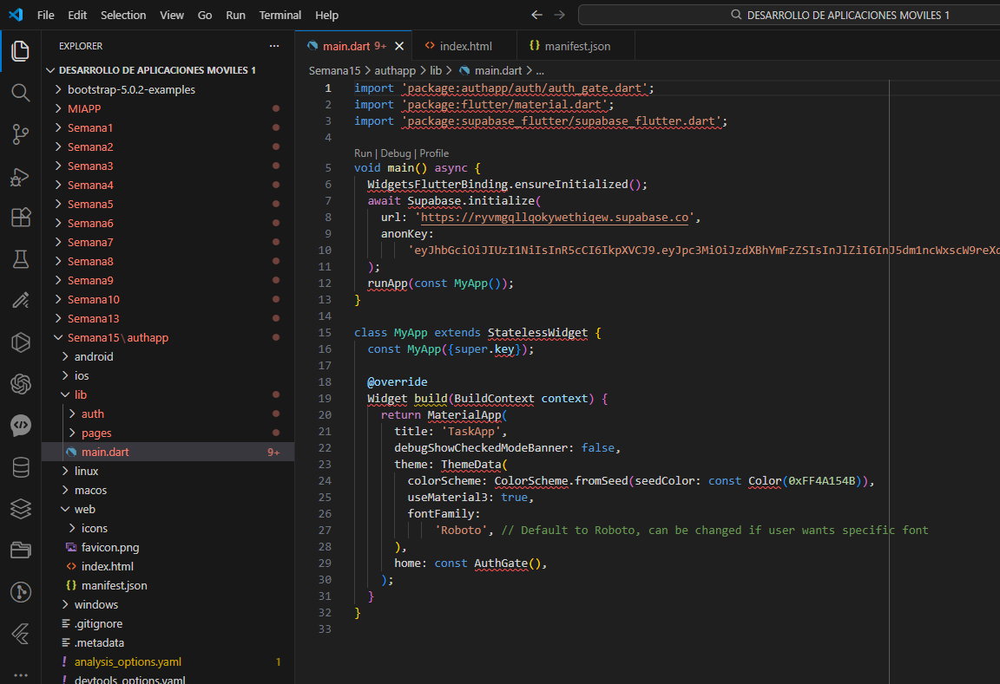 File Edit Selection View Go Run Terminal Help
DESARROLLO DE APLICACIONES MOVILES 1
EXPLORER
DESARROLLO DE APLICACIONES MOVILES 1
bootstrap-5.0.2-examples
MIAPP
Semana1
Semana2
Semana3
Semana4
Semana5
Semana6
Semana7
Semana8
Semana9
Semana10
Semana13
Semana15 \ authapp
android
ios
lib
auth
pages
main.dart 9+
linux
macos
web
icons
favicon.png
index.html
manifest.json
windows
.gitignore
.metadata
analysis_options.yaml 1
devtools_options.yaml
main.dart 9+
index.html
manifest.json
Semana15 > authapp > lib > main.dart > ...
1 import 'package:authapp/auth/auth_gate.dart';
2 import 'package:flutter/material.dart';
3 import 'package:supabase_flutter/supabase_flutter.dart';
4
Run | Debug | Profile
5 void main() async {
6 WidgetsFlutterBinding.ensureInitialized();
7 await Supabase.initialize(
8 url: 'https://ryvmgqllqokywethiqew.supabase.co',
9 anonKey:
10 'eyJhbGciOiJIUzI1NiIsInR5cCI6IkpXVCJ9.eyJpc3MiOiJzdXBhYmFzZSIsInJlZiI6InJ5dm1ncWxscW9reXd
11 );
12 runApp(const MyApp());
13 }
14
15 class MyApp extends StatelessWidget {
16 const MyApp({super.key});
17
18 @override
19 Widget build(BuildContext context) {
20 return MaterialApp(
21 title: 'TaskApp',
22 debugShowCheckedModeBanner: false,
23 theme: ThemeData(
24 colorScheme: ColorScheme.fromSeed(seedColor: const Color(0xFF4A154B)),
25 useMaterial3: true,
26 fontFamily:
27 'Roboto', // Default to Roboto, can be changed if user wants specific font
28 ),
29 home: const AuthGate(),
30 );
31 }
32 }
33